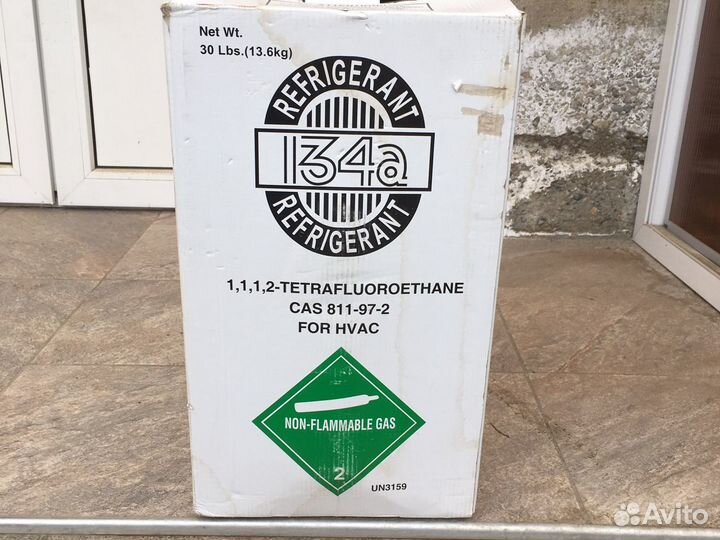 Net Wt.
30 Lbs.(13.6kg)
REFRIGERANT
134a
REFRIGERANT
1,1,1,2-TETRAFLUOROETHANE
CAS 811-97-2
FOR HVAC
NON-FLAMMABLE GAS
2
UN3159
Avito